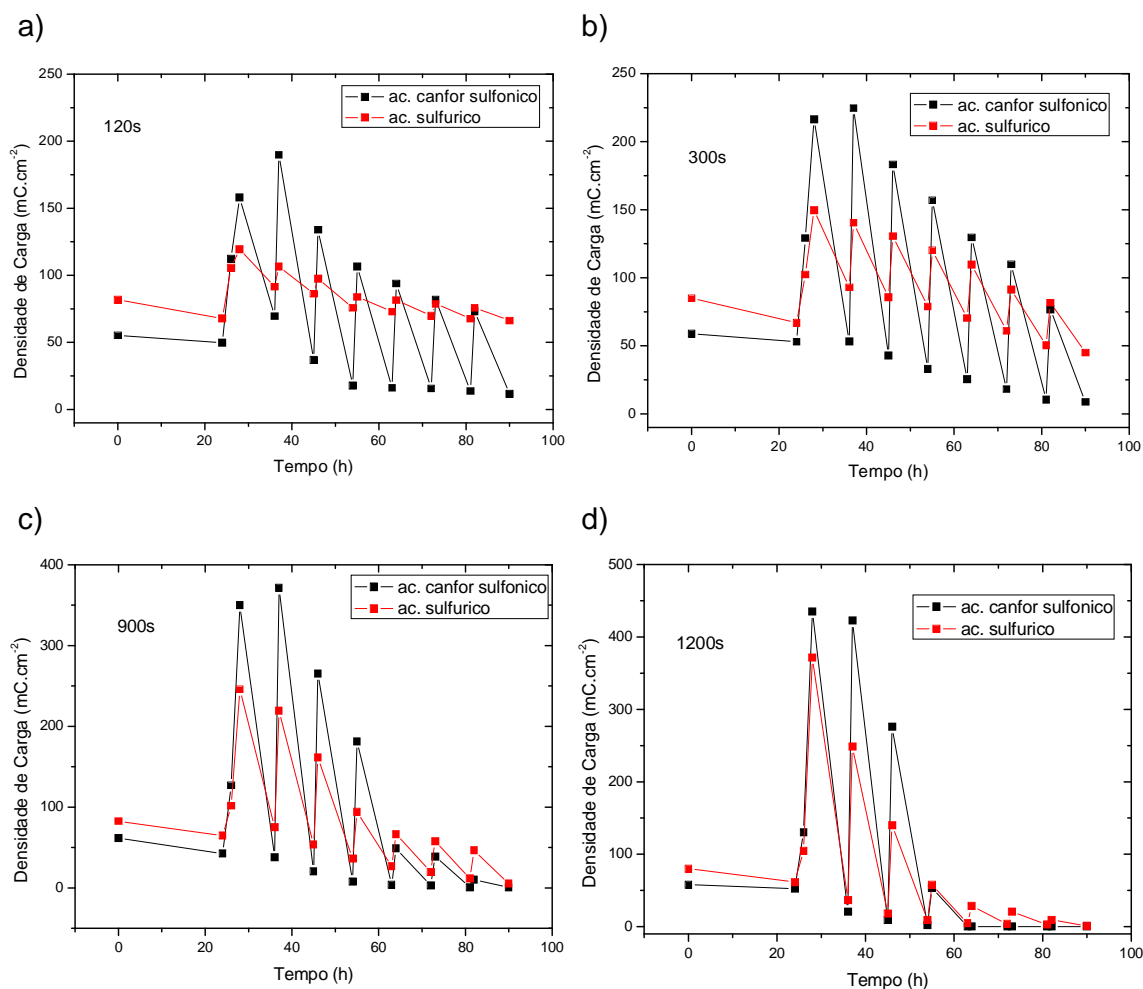 a)
250
200
150
100
50
0
0 20 40 60 80 100
Densidade de Carga (mC.cm-2)
Tempo (h)
120s
ac. canfor sulfonico
ac. sulfurico
b)
250
200
150
100
50
0
0 20 40 60 80 100
Densidade de Carga (mC.cm-2)
Tempo (h)
300s
ac. canfor sulfonico
ac. sulfurico
c)
400
300
200
100
0
0 20 40 60 80 100
Densidade de Carga (mC.cm-2)
Tempo (h)
900s
ac. canfor sulfonico
ac. sulfurico
d)
500
400
300
200
100
0
0 20 40 60 80 100
Densidade de Carga (mC.cm-2)
Tempo (h)
1200s
ac. canfor sulfonico
ac. sulfurico